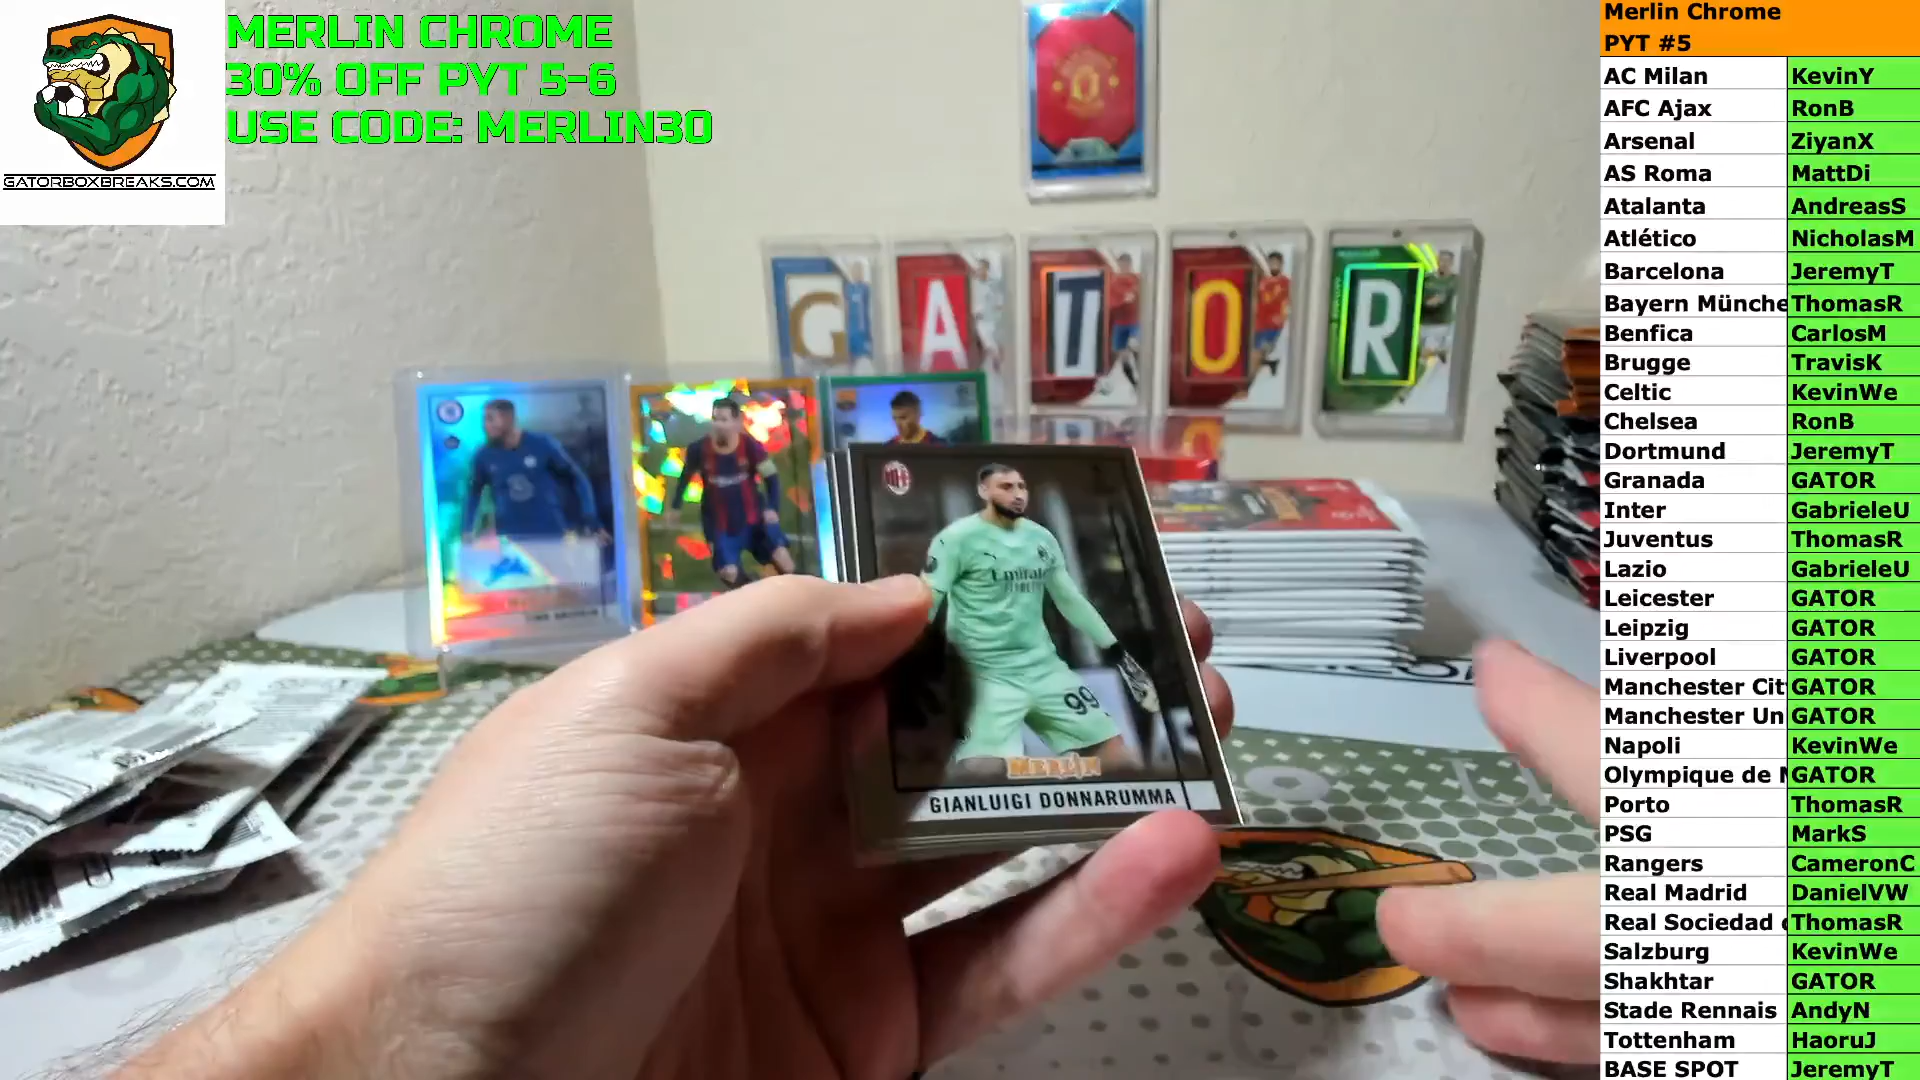 MERLIN CHROME
30% OFF PYT 5-6
USE CODE: MERLIN30
GATORBOXBREAKS.COM
G A T O R
Emirates
99
MERLIN
GIANLUIGI DONNARUMMA
Merlin Chrome
PYT #5
AC Milan KevinY
AFC Ajax RonB
Arsenal ZiyanX
AS Roma MattDi
Atalanta AndreasS
Atlético NicholasM
Barcelona JeremyT
Bayern Münche ThomasR
Benfica CarlosM
Brugge TravisK
Celtic KevinWe
Chelsea RonB
Dortmund JeremyT
Granada GATOR
Inter GabrieleU
Juventus ThomasR
Lazio GabrieleU
Leicester GATOR
Leipzig GATOR
Liverpool GATOR
Manchester Cit GATOR
Manchester Un GATOR
Napoli KevinWe
Olympique de M GATOR
Porto ThomasR
PSG MarkS
Rangers CameronC
Real Madrid DanielVW
Real Sociedad ThomasR
Salzburg KevinWe
Shakhtar GATOR
Stade Rennais AndyN
Tottenham HaoruJ
BASE SPOT JeremyT